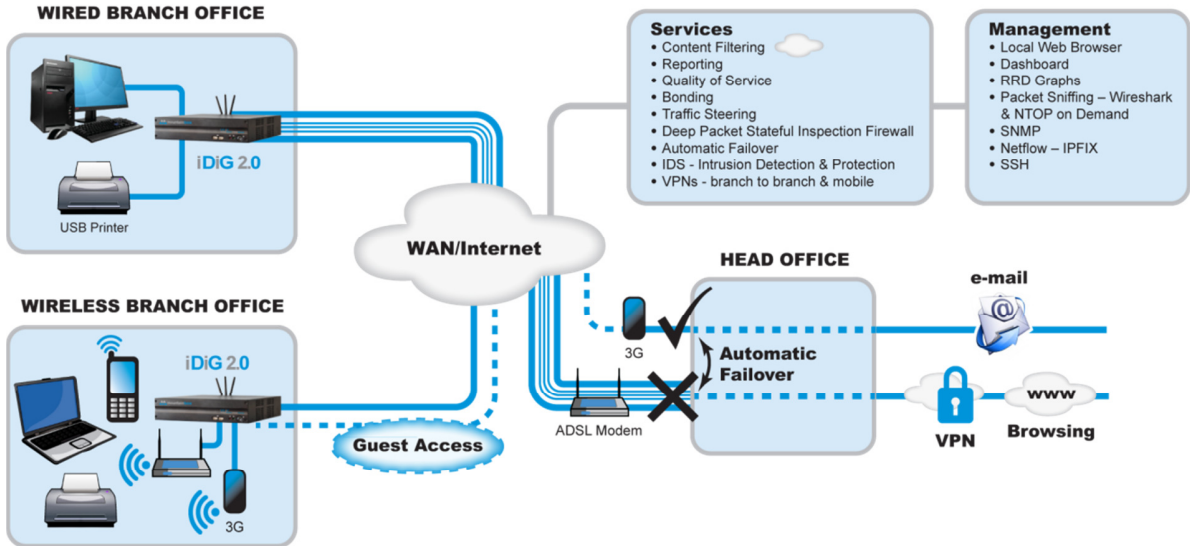 WIRED BRANCH OFFICE
iDiG 2.0
USB Printer
WIRELESS BRANCH OFFICE
iDiG 2.0
3G
WAN/Internet
Guest Access
Services
• Content Filtering
• Reporting
• Quality of Service
• Bonding
• Traffic Steering
• Deep Packet Stateful Inspection Firewall
• Automatic Failover
• IDS - Intrusion Detection & Protection
• VPNs - branch to branch & mobile
Management
• Local Web Browser
• Dashboard
• RRD Graphs
• Packet Sniffing – Wireshark
& NTOP on Demand
• SNMP
• Netflow – IPFIX
• SSH
HEAD OFFICE
3G
Automatic
Failover
ADSL Modem
e-mail
@
VPN
www
Browsing